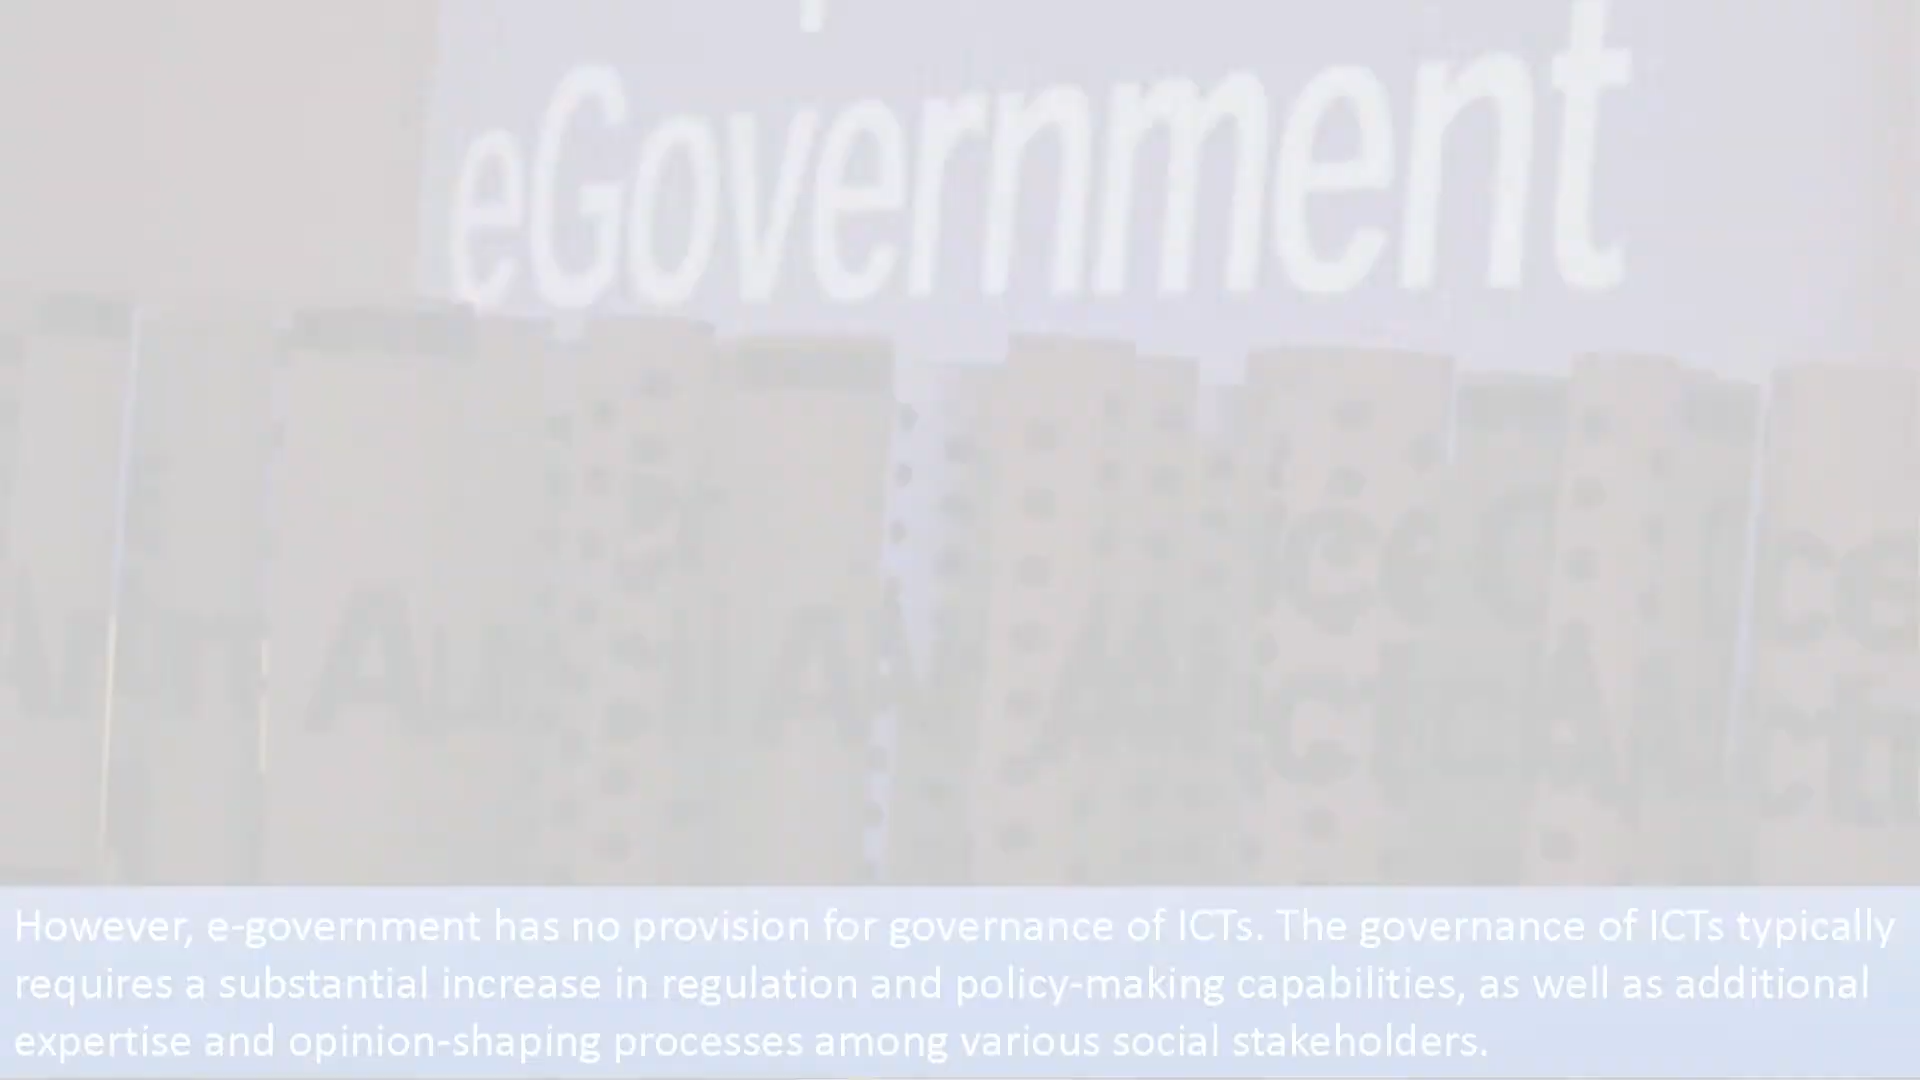 eGovernment
However, e-government has no provision for governance of ICTs. The governance of ICTs typically
requires a substantial increase in regulation and policy-making capabilities, as well as additional
expertise and opinion-shaping processes among various social stakeholders.